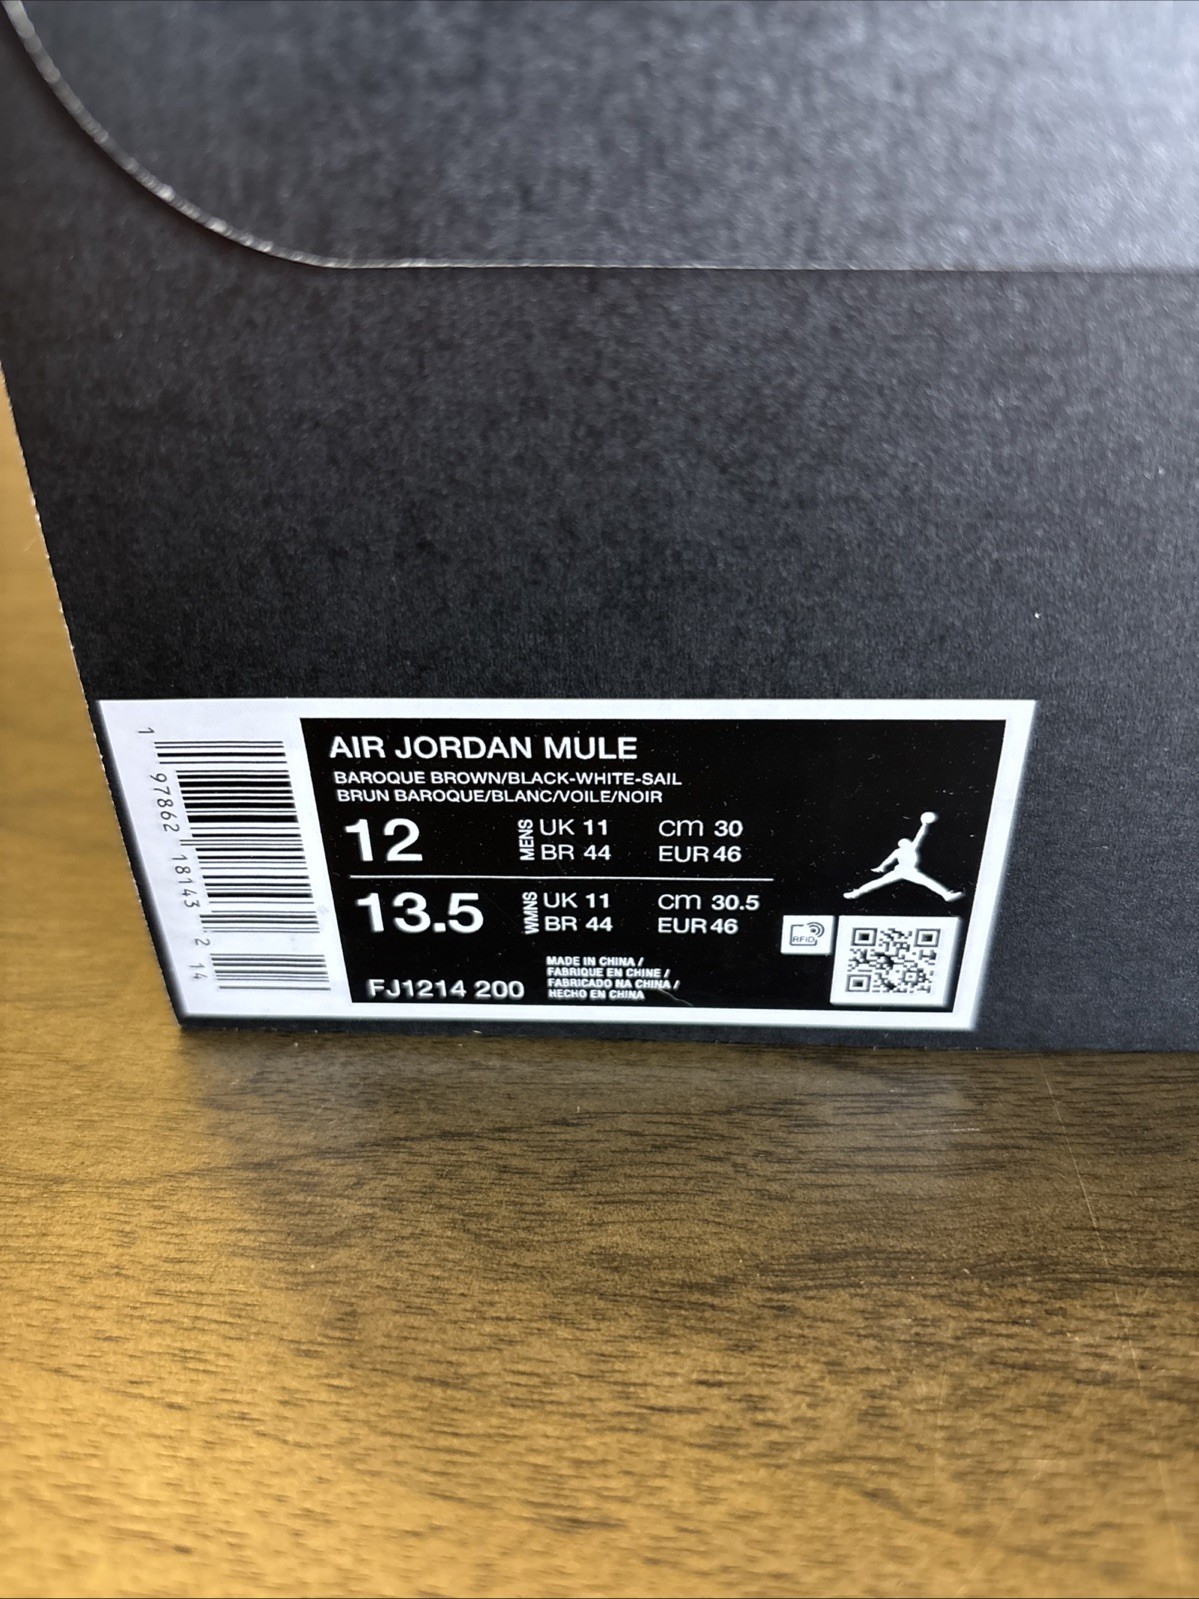 AIR JORDAN MULE
BAROQUE BROWN/BLACK-WHITE-SAIL
BRUN BAROQUE/BLANC/VOILE/NOIR
12 MENS UK 11 cm 30
BR 44 EUR 46
13.5 WMNS UK 11 cm 30.5
BR 44 EUR 46
FJ1214 200
MADE IN CHINA /
FABRIQUE EN CHINE /
FABRICADO NA CHINA /
HECHO EN CHINA
RFID
1 97862 18143 2 14